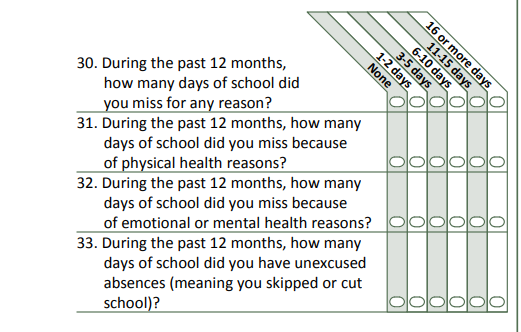 None
1-2 days
3-5 days
6-10 days
11-15 days
16 or more days
30. During the past 12 months,
how many days of school did
you miss for any reason?
31. During the past 12 months, how many
days of school did you miss because
of physical health reasons?
32. During the past 12 months, how many
days of school did you miss because
of emotional or mental health reasons?
33. During the past 12 months, how many
days of school did you have unexcused
absences (meaning you skipped or cut
school)?